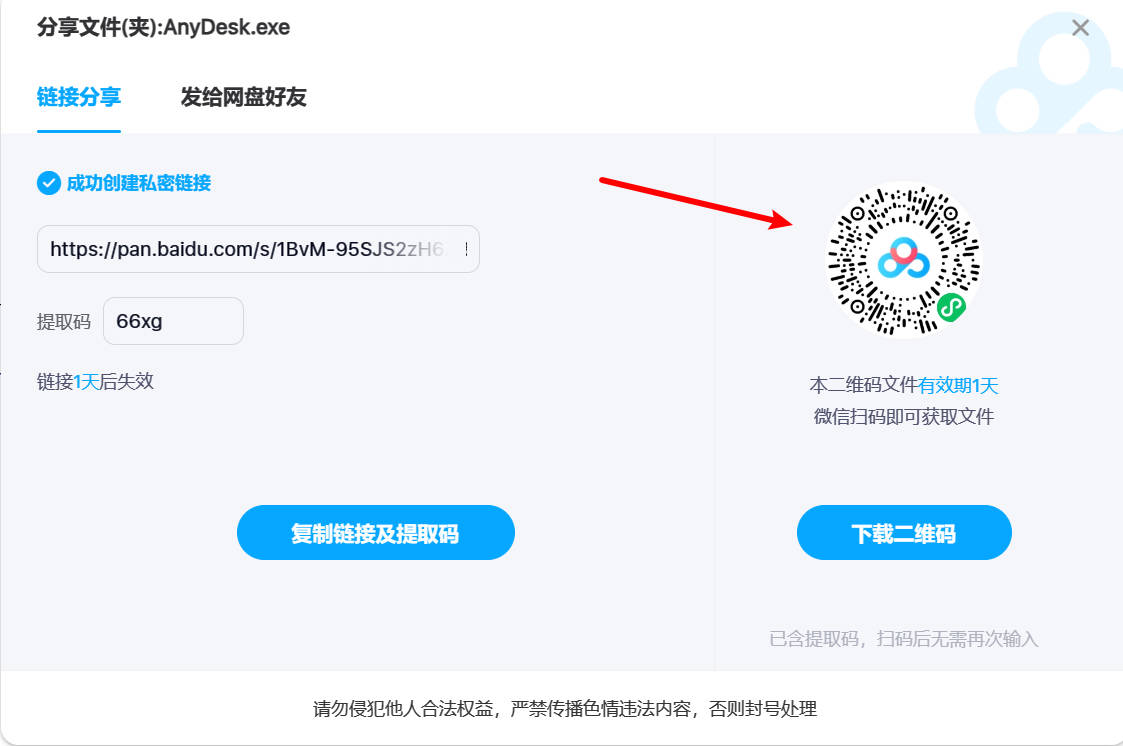 分享文件(夹):AnyDesk.exe
链接分享
发给网盘好友
成功创建私密链接
https://pan.baidu.com/s/1BvM-95SJS2zH6
提取码
66xg
链接1天后失效
复制链接及提取码
本二维码文件有效期1天
微信扫码即可获取文件
下载二维码
已含提取码，扫码后无需再次输入
请勿侵犯他人合法权益，严禁传播色情违法内容，否则封号处理